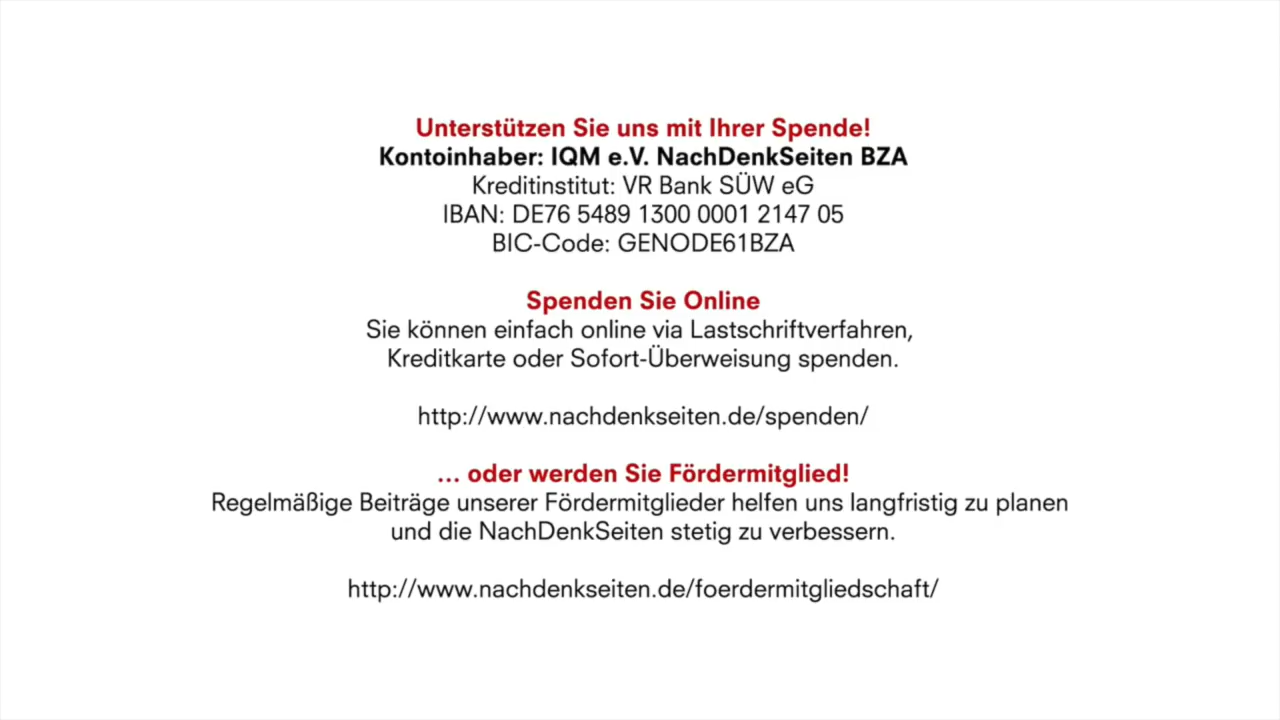 Unterstützen Sie uns mit Ihrer Spende!
Kontoinhaber: IQM e.V. NachDenkSeiten BZA
Kreditinstitut: VR Bank SÜW eG
IBAN: DE76 5489 1300 0001 2147 05
BIC-Code: GENODE61BZA
Spenden Sie Online
Sie können einfach online via Lastschriftverfahren,
Kreditkarte oder Sofort-Überweisung spenden.
http://www.nachdenkseiten.de/spenden/
... oder werden Sie Fördermitglied!
Regelmäßige Beiträge unserer Fördermitglieder helfen uns langfristig zu planen
und die NachDenkSeiten stetig zu verbessern.
http://www.nachdenkseiten.de/foerdermitgliedschaft/